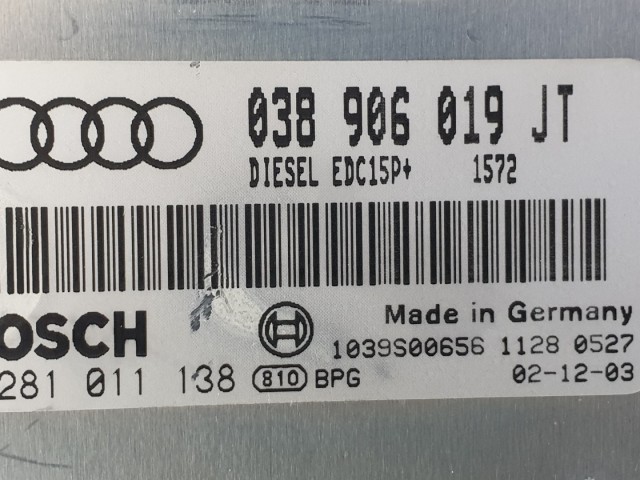 038 906 019 JT
DIESEL EDC15P+ 1572
OSCH
Made in Germany
1039S00656 1128 0527
281 011 138 810 BPG
02-12-03